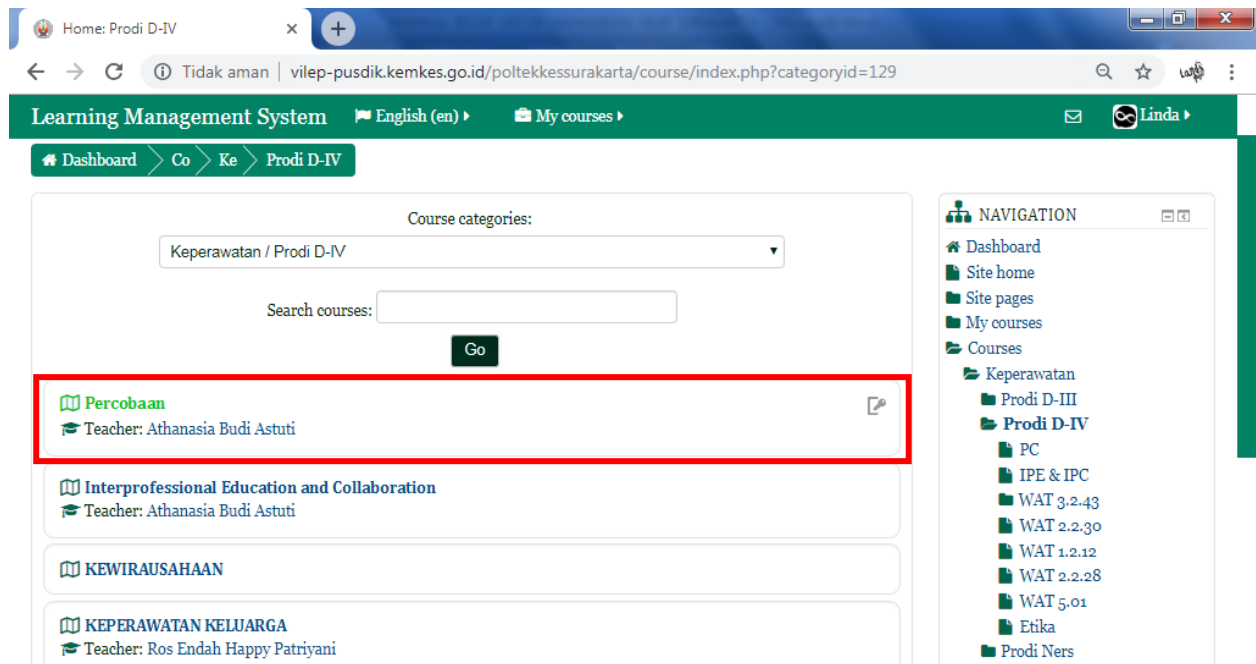 Home: Prodi D-IV
Tidak aman | vilep-pusdik.kemkes.go.id/poltekkessurakarta/course/index.php?categoryid=129
Learning Management System English (en) My courses Linda
Dashboard Co Ke Prodi D-IV
Course categories:
Keperawatan / Prodi D-IV
Search courses:
Go
Percobaan
Teacher: Athanasia Budi Astuti
Interprofessional Education and Collaboration
Teacher: Athanasia Budi Astuti
KEWIRAUSAHAAN
KEPERAWATAN KELUARGA
Teacher: Ros Endah Happy Patriyani
NAVIGATION
Dashboard
Site home
Site pages
My courses
Courses
Keperawatan
Prodi D-III
Prodi D-IV
PC
IPE & IPC
WAT 3.2.43
WAT 2.2.30
WAT 1.2.12
WAT 2.2.28
WAT 5.01
Etika
Prodi Ners